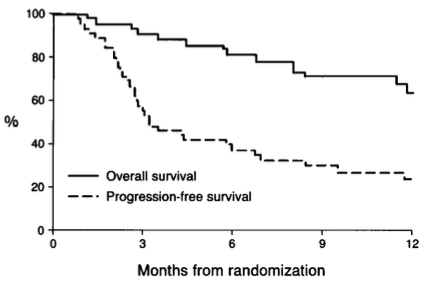 100
80
60
%
40
Overall survival
20
Progression-free survival
0
0 3 6 9 12
Months from randomization